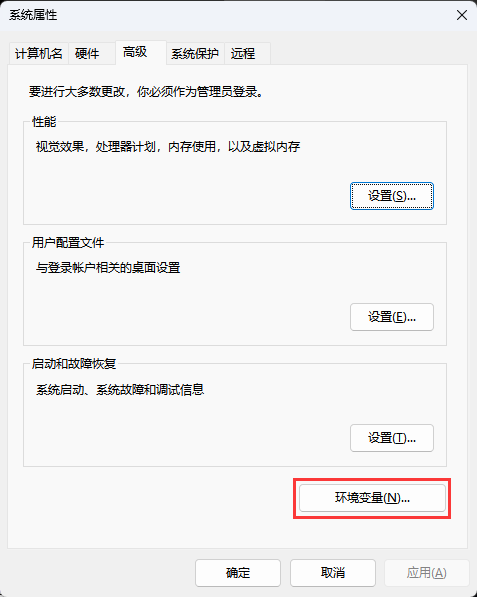 系统属性
计算机名 硬件 高级 系统保护 远程
要进行大多数更改，你必须作为管理员登录。
性能
视觉效果，处理器计划，内存使用，以及虚拟内存
设置(S)...
用户配置文件
与登录帐户相关的桌面设置
设置(E)...
启动和故障恢复
系统启动、系统故障和调试信息
设置(T)...
环境变量(N)...
确定 取消 应用(A)